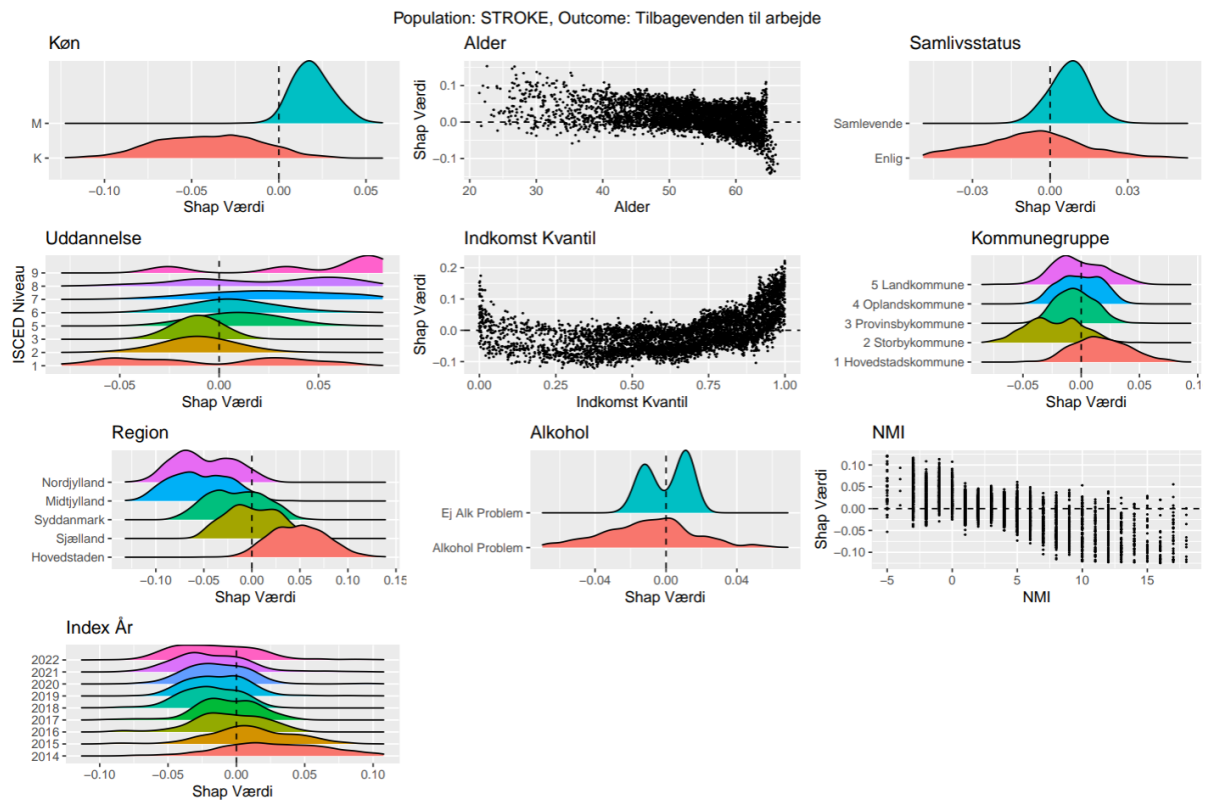 Population: STROKE, Outcome: Tilbagevenden til arbejde
Køn
M
K
−0.10 −0.05 0.00 0.05
Shap Værdi
Alder
Shap Værdi
0.1
0.0
−0.1
20 30 40 50 60
Alder
Samlivsstatus
Samlevende
Enlig
−0.03 0.00 0.03
Shap Værdi
Uddannelse
ISCED Niveau
9
8
7
6
5
3
2
1
−0.05 0.00 0.05
Shap Værdi
Indkomst Kvantil
Shap Værdi
0.2
0.1
0.0
−0.1
0.00 0.25 0.50 0.75 1.00
Indkomst Kvantil
Kommunegruppe
5 Landkommune
4 Oplandskommune
3 Provinsbykommune
2 Storbykommune
1 Hovedstadskommune
−0.05 0.00 0.05 0.1
Shap Værdi
Region
Nordjylland
Midtjylland
Syddanmark
Sjælland
Hovedstaden
−0.10 −0.05 0.00 0.05 0.10 0.15
Shap Værdi
Alkohol
Ej Alk Problem
Alkohol Problem
−0.04 0.00 0.04
Shap Værdi
NMI
Shap Værdi
0.10
0.05
0.00
−0.05
−0.10
−5 0 5 10 15
NMI
Index År
2022
2021
2020
2019
2018
2017
2016
2015
2014
−0.10 −0.05 0.00 0.05 0.10
Shap Værdi